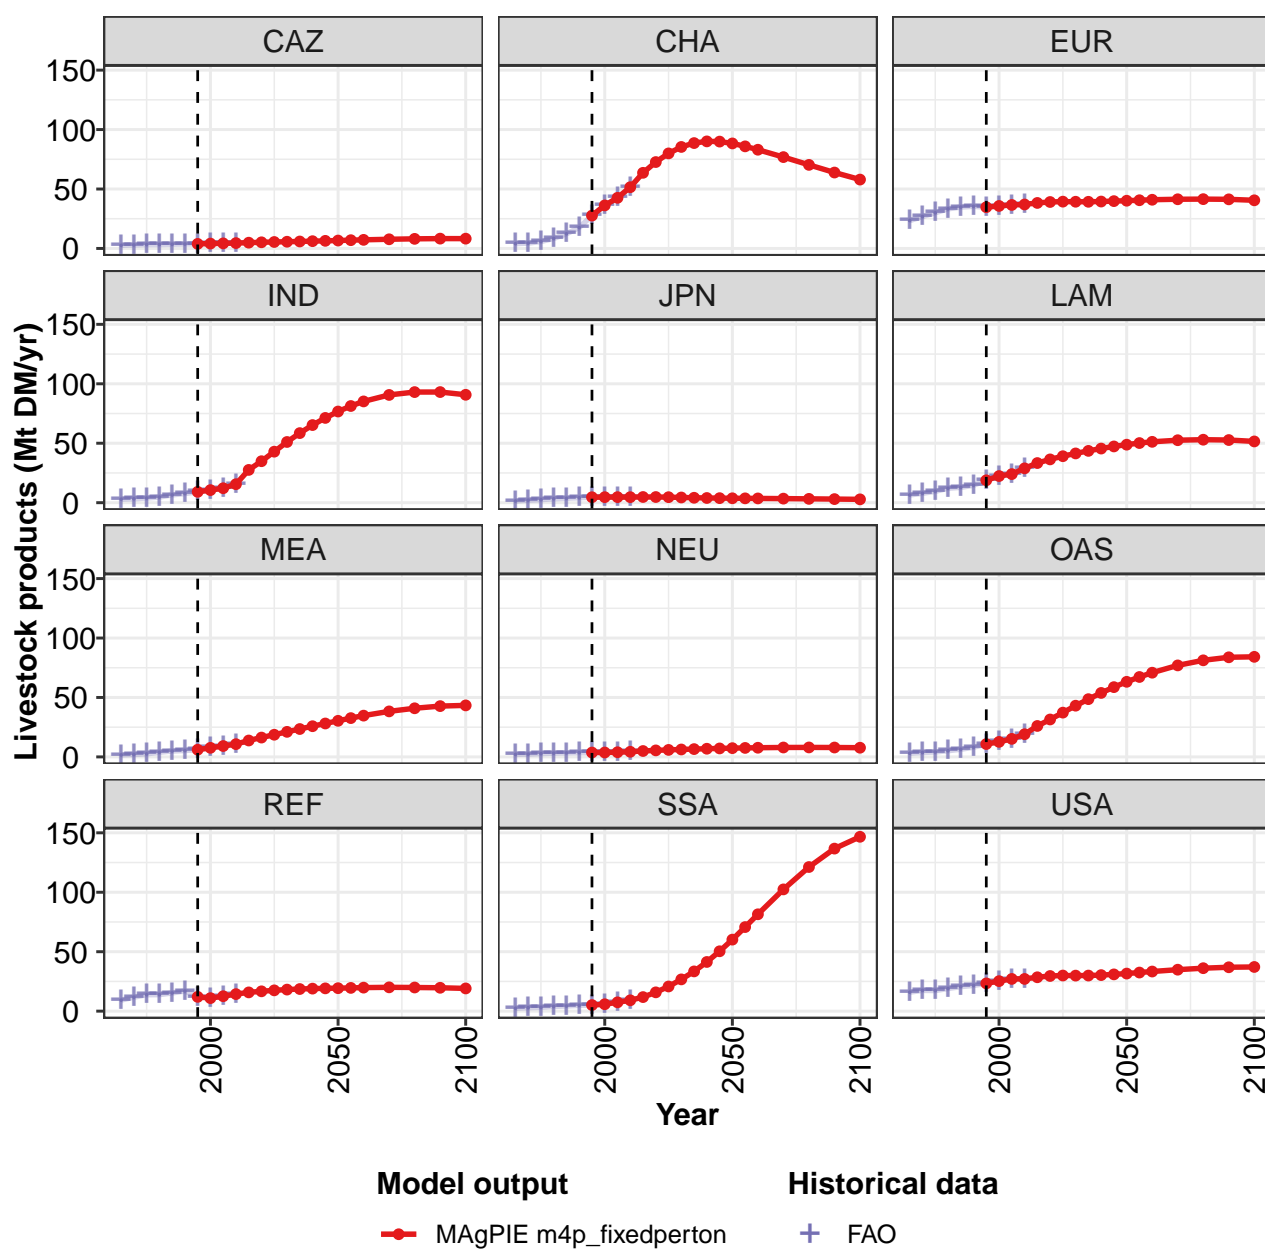 CAZ CHA EUR
150
100
50
0
IND JPN LAM
150
100
50
0
MEA NEU OAS
150
100
50
0
REF SSA USA
150
100
50
0
Livestock products (Mt DM/yr)
2000 2050 2100 2000 2050 2100 2000 2050 2100
Year
Model output Historical data
MAgPIE m4p_fixedperton FAO